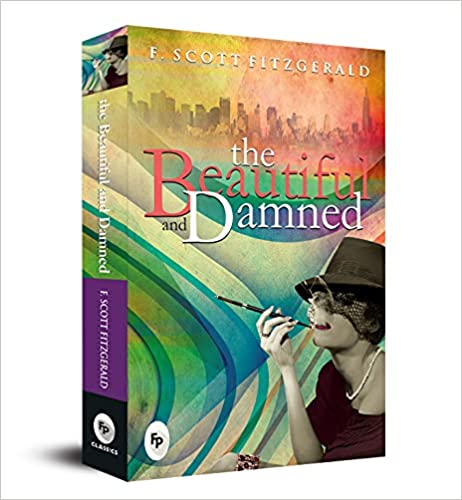 F. SCOTT FITZGERALD
the
Beautiful
and Damned
FP
the Beautiful and Damned
F. SCOTT FITZGERALD
FP
CLASSICS